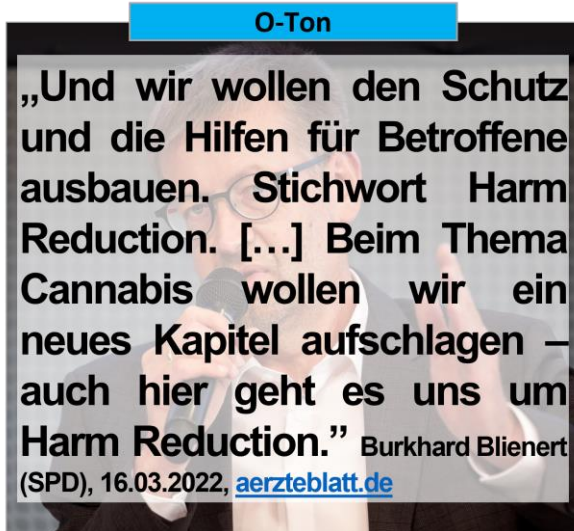 O-Ton
„Und wir wollen den Schutz
und die Hilfen für Betroffene
ausbauen. Stichwort Harm
Reduction. […] Beim Thema
Cannabis wollen wir ein
neues Kapitel aufschlagen –
auch hier geht es uns um
Harm Reduction.” Burkhard Blienert
(SPD), 16.03.2022, aerzteblatt.de